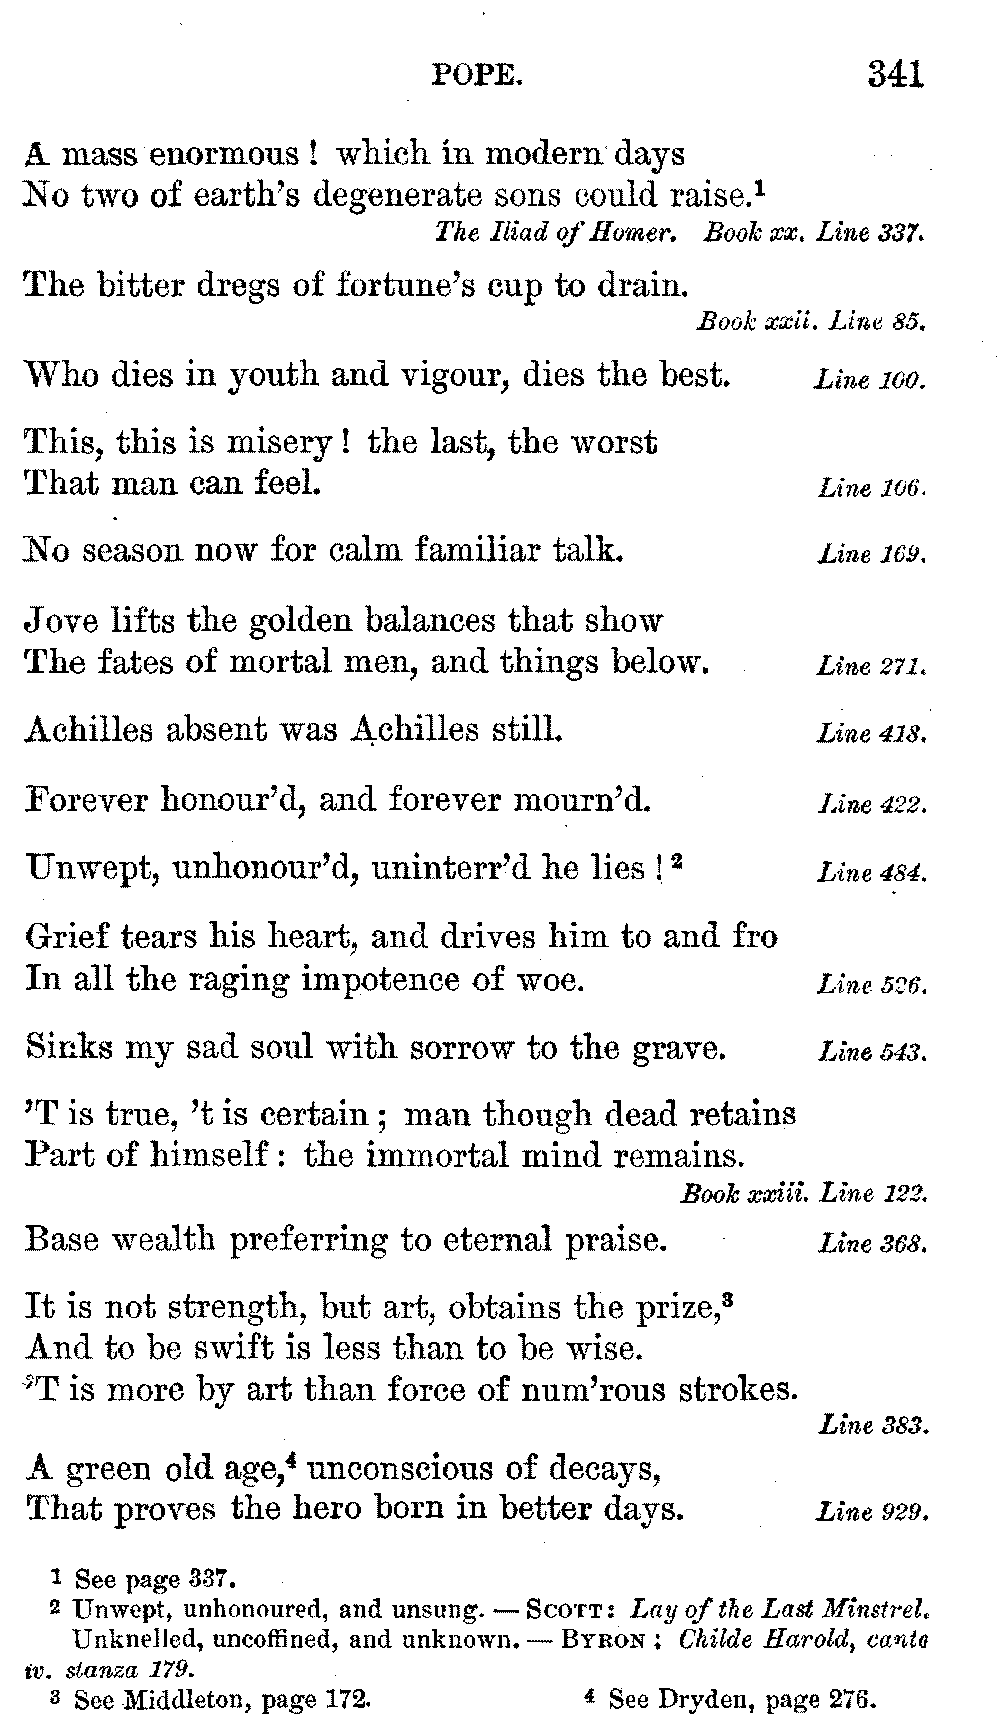 POPE. 341
A mass enormous ! which in modern days
No two of earth's degenerate sons could raise.¹
The Iliad of Homer. Book xx. Line 337.
The bitter dregs of fortune's cup to drain.
Book xxii. Line 85.
Who dies in youth and vigour, dies the best. Line 100.
This, this is misery ! the last, the worst
That man can feel. Line 106.
No season now for calm familiar talk. Line 169.
Jove lifts the golden balances that show
The fates of mortal men, and things below. Line 271.
Achilles absent was Achilles still. Line 418.
Forever honour'd, and forever mourn'd. Line 422.
Unwept, unhonour'd, uninterr'd he lies !² Line 484.
Grief tears his heart, and drives him to and fro
In all the raging impotence of woe. Line 526.
Sinks my sad soul with sorrow to the grave. Line 543.
'T is true, 't is certain ; man though dead retains
Part of himself : the immortal mind remains.
Book xxiii. Line 122.
Base wealth preferring to eternal praise. Line 368.
It is not strength, but art, obtains the prize,³
And to be swift is less than to be wise.
'T is more by art than force of num'rous strokes.
Line 383.
A green old age,⁴ unconscious of decays,
That proves the hero born in better days. Line 929.
1 See page 337.
2 Unwept, unhonoured, and unsung. — SCOTT: Lay of the Last Minstrel.
Unknelled, uncoffined, and unknown. — BYRON : Childe Harold, canto
iv. stanza 179.
3 See Middleton, page 172. 4 See Dryden, page 276.